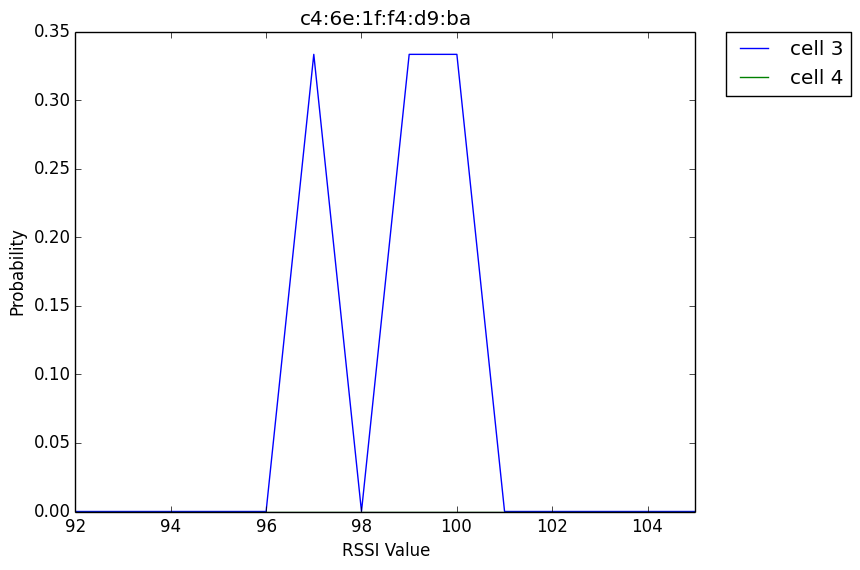 c4:6e:1f:f4:d9:ba
cell 3
cell 4
0.35
0.30
0.25
0.20
0.15
0.10
0.05
0.00
Probability
92 94 96 98 100 102 104
RSSI Value